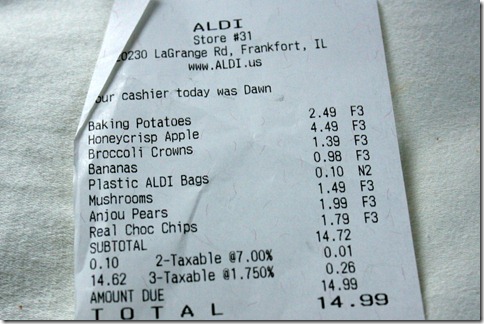 ALDI
Store #31
20230 LaGrange Rd, Frankfort, IL
www.ALDI.us
our cashier today was Dawn
Baking Potatoes 2.49 F3
Honeycrisp Apple 4.49 F3
Broccoli Crowns 1.39 F3
Bananas 0.98 F3
Plastic ALDI Bags 0.10 N2
Mushrooms 1.49 F3
Anjou Pears 1.99 F3
Real Choc Chips 1.79 F3
SUBTOTAL 14.72
0.10 2-Taxable @7.00% 0.01
14.62 3-Taxable @1.750% 0.26
AMOUNT DUE 14.99
TOTAL 14.99